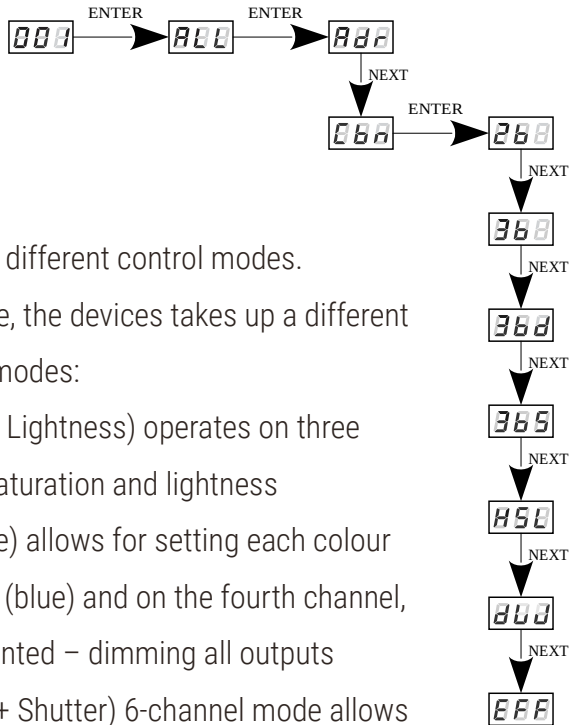 ENTER ENTER
001 ALL Adr
NEXT
ENTER
Cbn 2b
NEXT
3b
NEXT
3bd
NEXT
3bS
NEXT
HSL
NEXT
NEXT
EFF
different control modes.
e, the devices takes up a different
modes:
Lightness) operates on three
aturation and lightness
e) allows for setting each colour
(blue) and on the fourth channel,
nted – dimming all outputs
+ Shutter) 6-channel mode allows